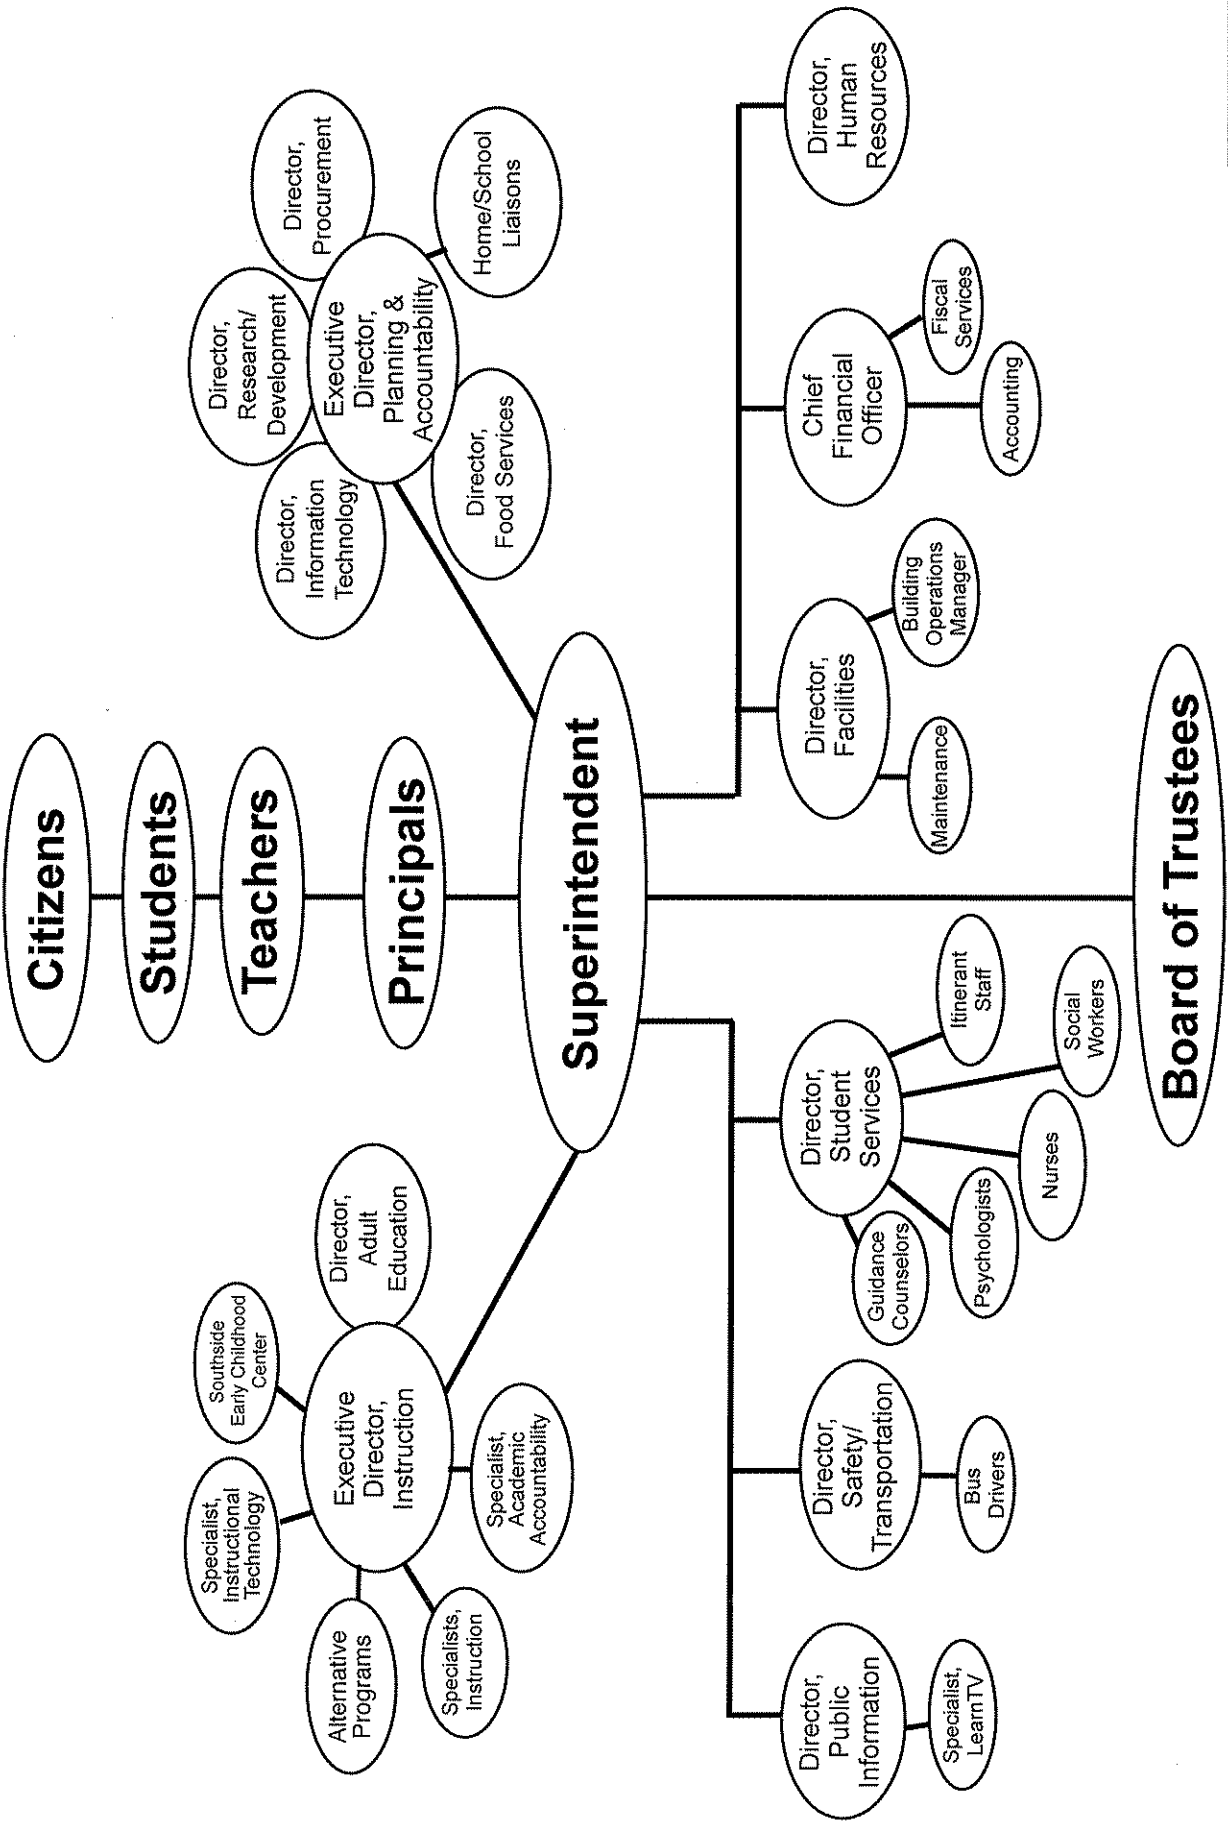 Citizens
Students
Teachers
Principals
Superintendent
Southside
Early Childhood
Center
Specialist,
Instructional
Technology
Alternative
Programs
Specialists,
Instruction
Specialist,
Academic
Accountability
Executive
Director,
Instruction
Director,
Adult
Education
Director,
Information
Technology
Director,
Research/
Development
Director,
Procurement
Executive
Director,
Planning &
Accountability
Director,
Food Services
Home/School
Liaisons
Director,
Public
Information
Specialist,
LearnTV
Director,
Safety/
Transportation
Bus
Drivers
Director,
Student
Services
Guidance
Counselors
Psychologists
Nurses
Social
Workers
Itinerant
Staff
Director,
Facilities
Maintenance
Building
Operations
Manager
Chief
Financial
Officer
Accounting
Fiscal
Services
Director,
Human
Resources
Board of Trustees